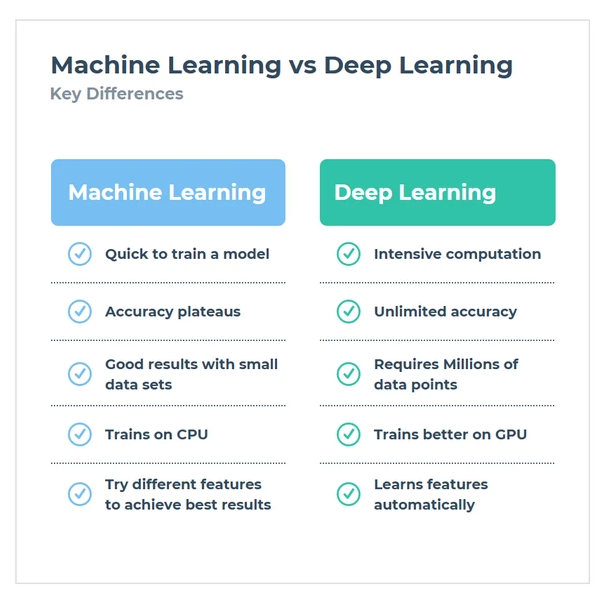 Machine Learning vs Deep Learning
Key Differences
Machine Learning
Quick to train a model
Accuracy plateaus
Good results with small
data sets
Trains on CPU
Try different features
to achieve best results
Deep Learning
Intensive computation
Unlimited accuracy
Requires Millions of
data points
Trains better on GPU
Learns features
automatically